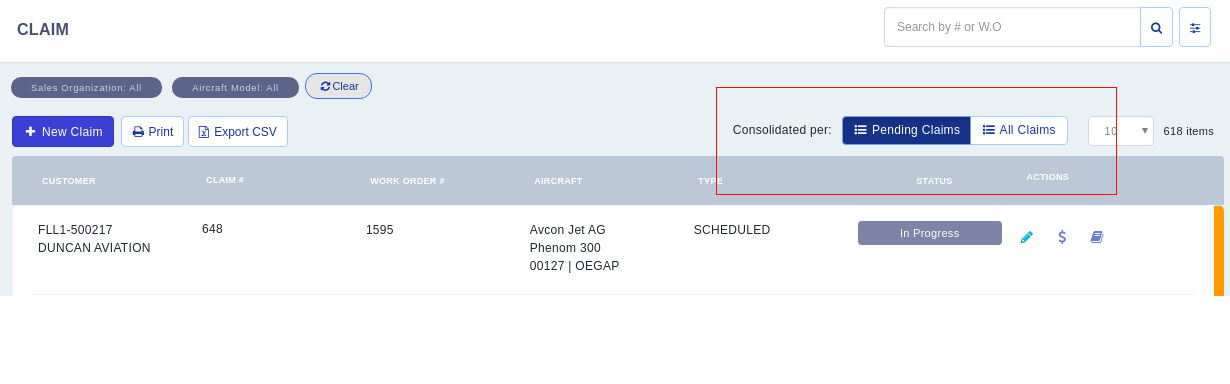 CLAIM
Search by # or W.O
Sales Organization: All
Aircraft Model: All
Clear
New Claim
Print
Export CSV
Consolidated per:
Pending Claims
All Claims
10
618 items
CUSTOMER
CLAIM #
WORK ORDER #
AIRCRAFT
TYPE
STATUS
ACTIONS
FLL1-500217
DUNCAN AVIATION
648
1595
Avcon Jet AG
Phenom 300
00127 | OEGAP
SCHEDULED
In Progress